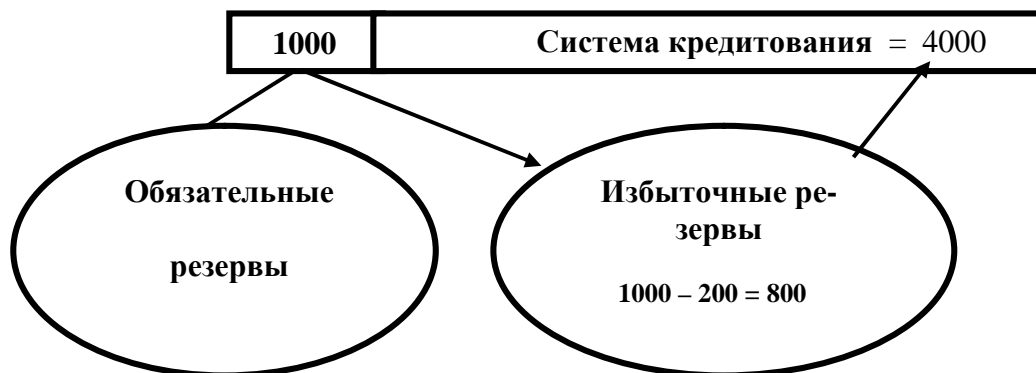 1000
Система кредитования = 4000
Обязательные
резервы
Избыточные ре-
зервы
1000 – 200 = 800